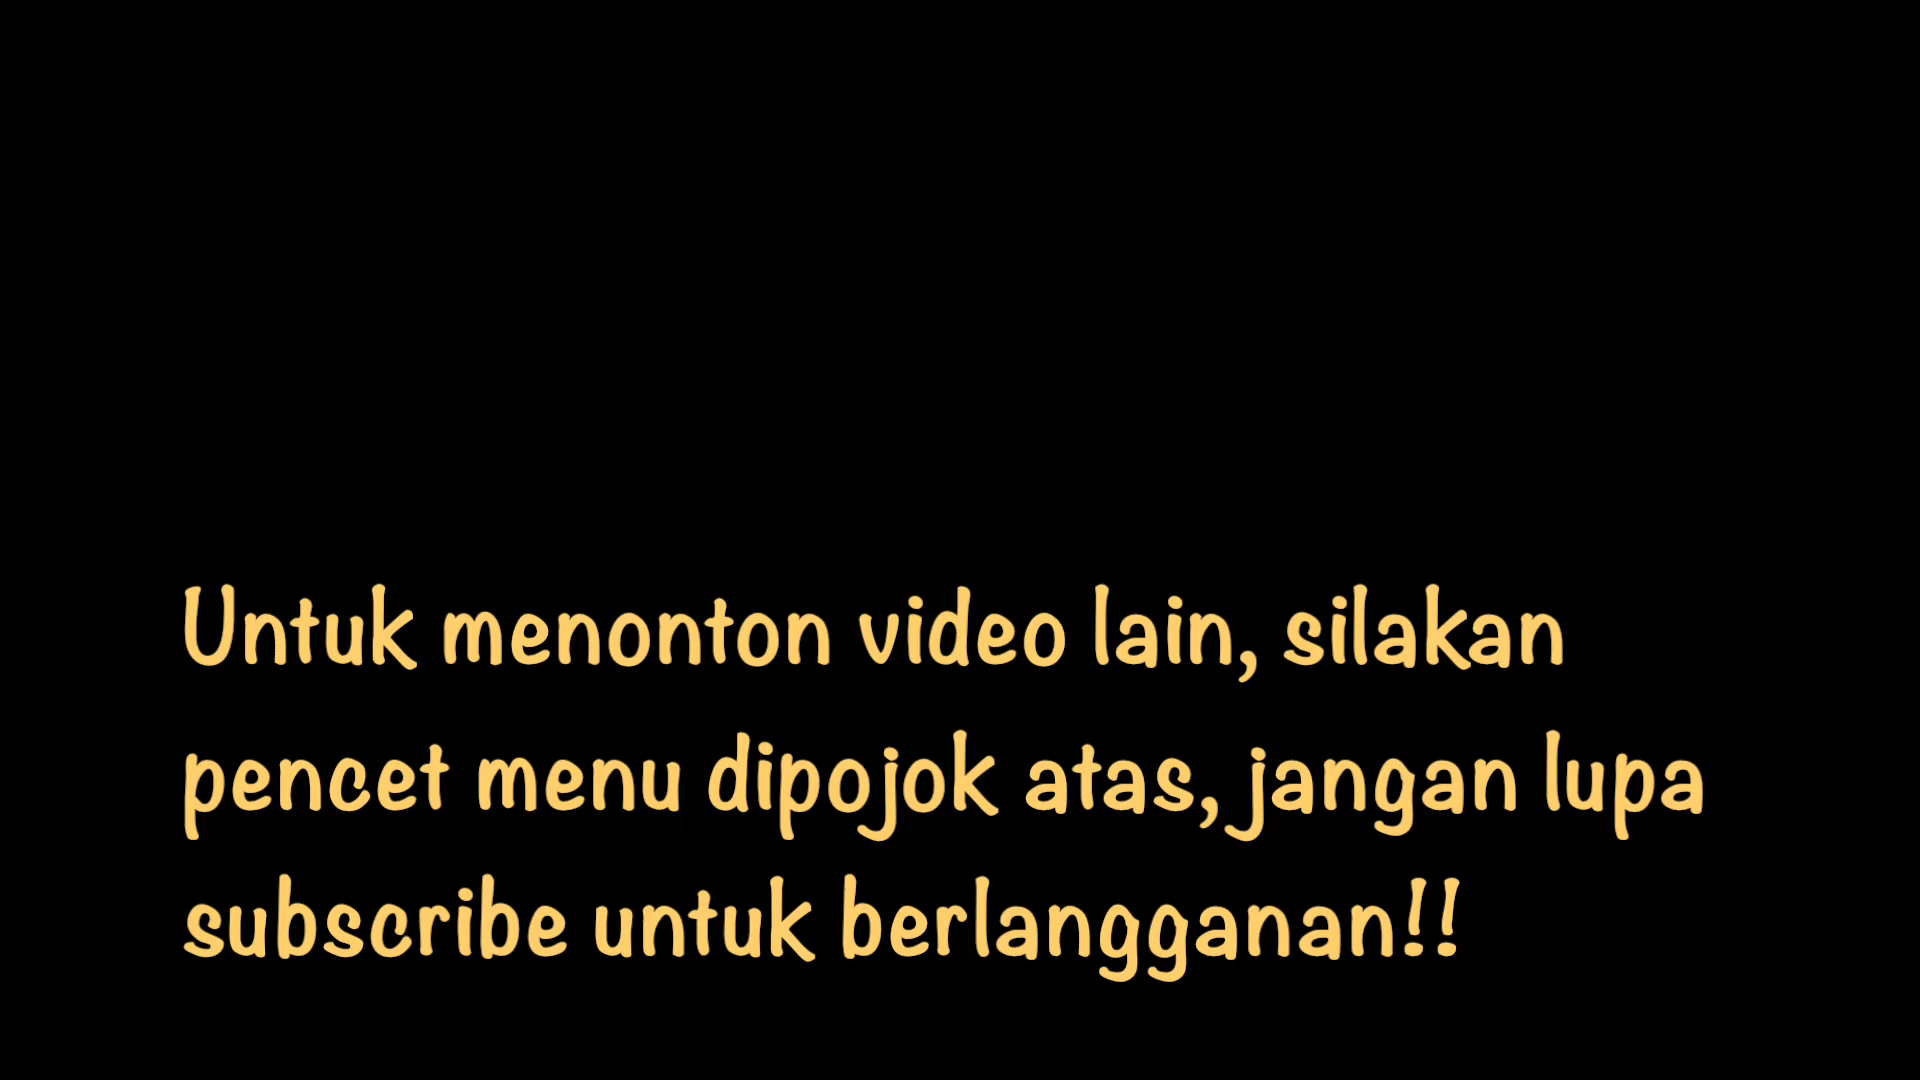 Untuk menonton video lain, silakan
pencet menu dipojok atas, jangan lupa
subscribe untuk berlangganan!!